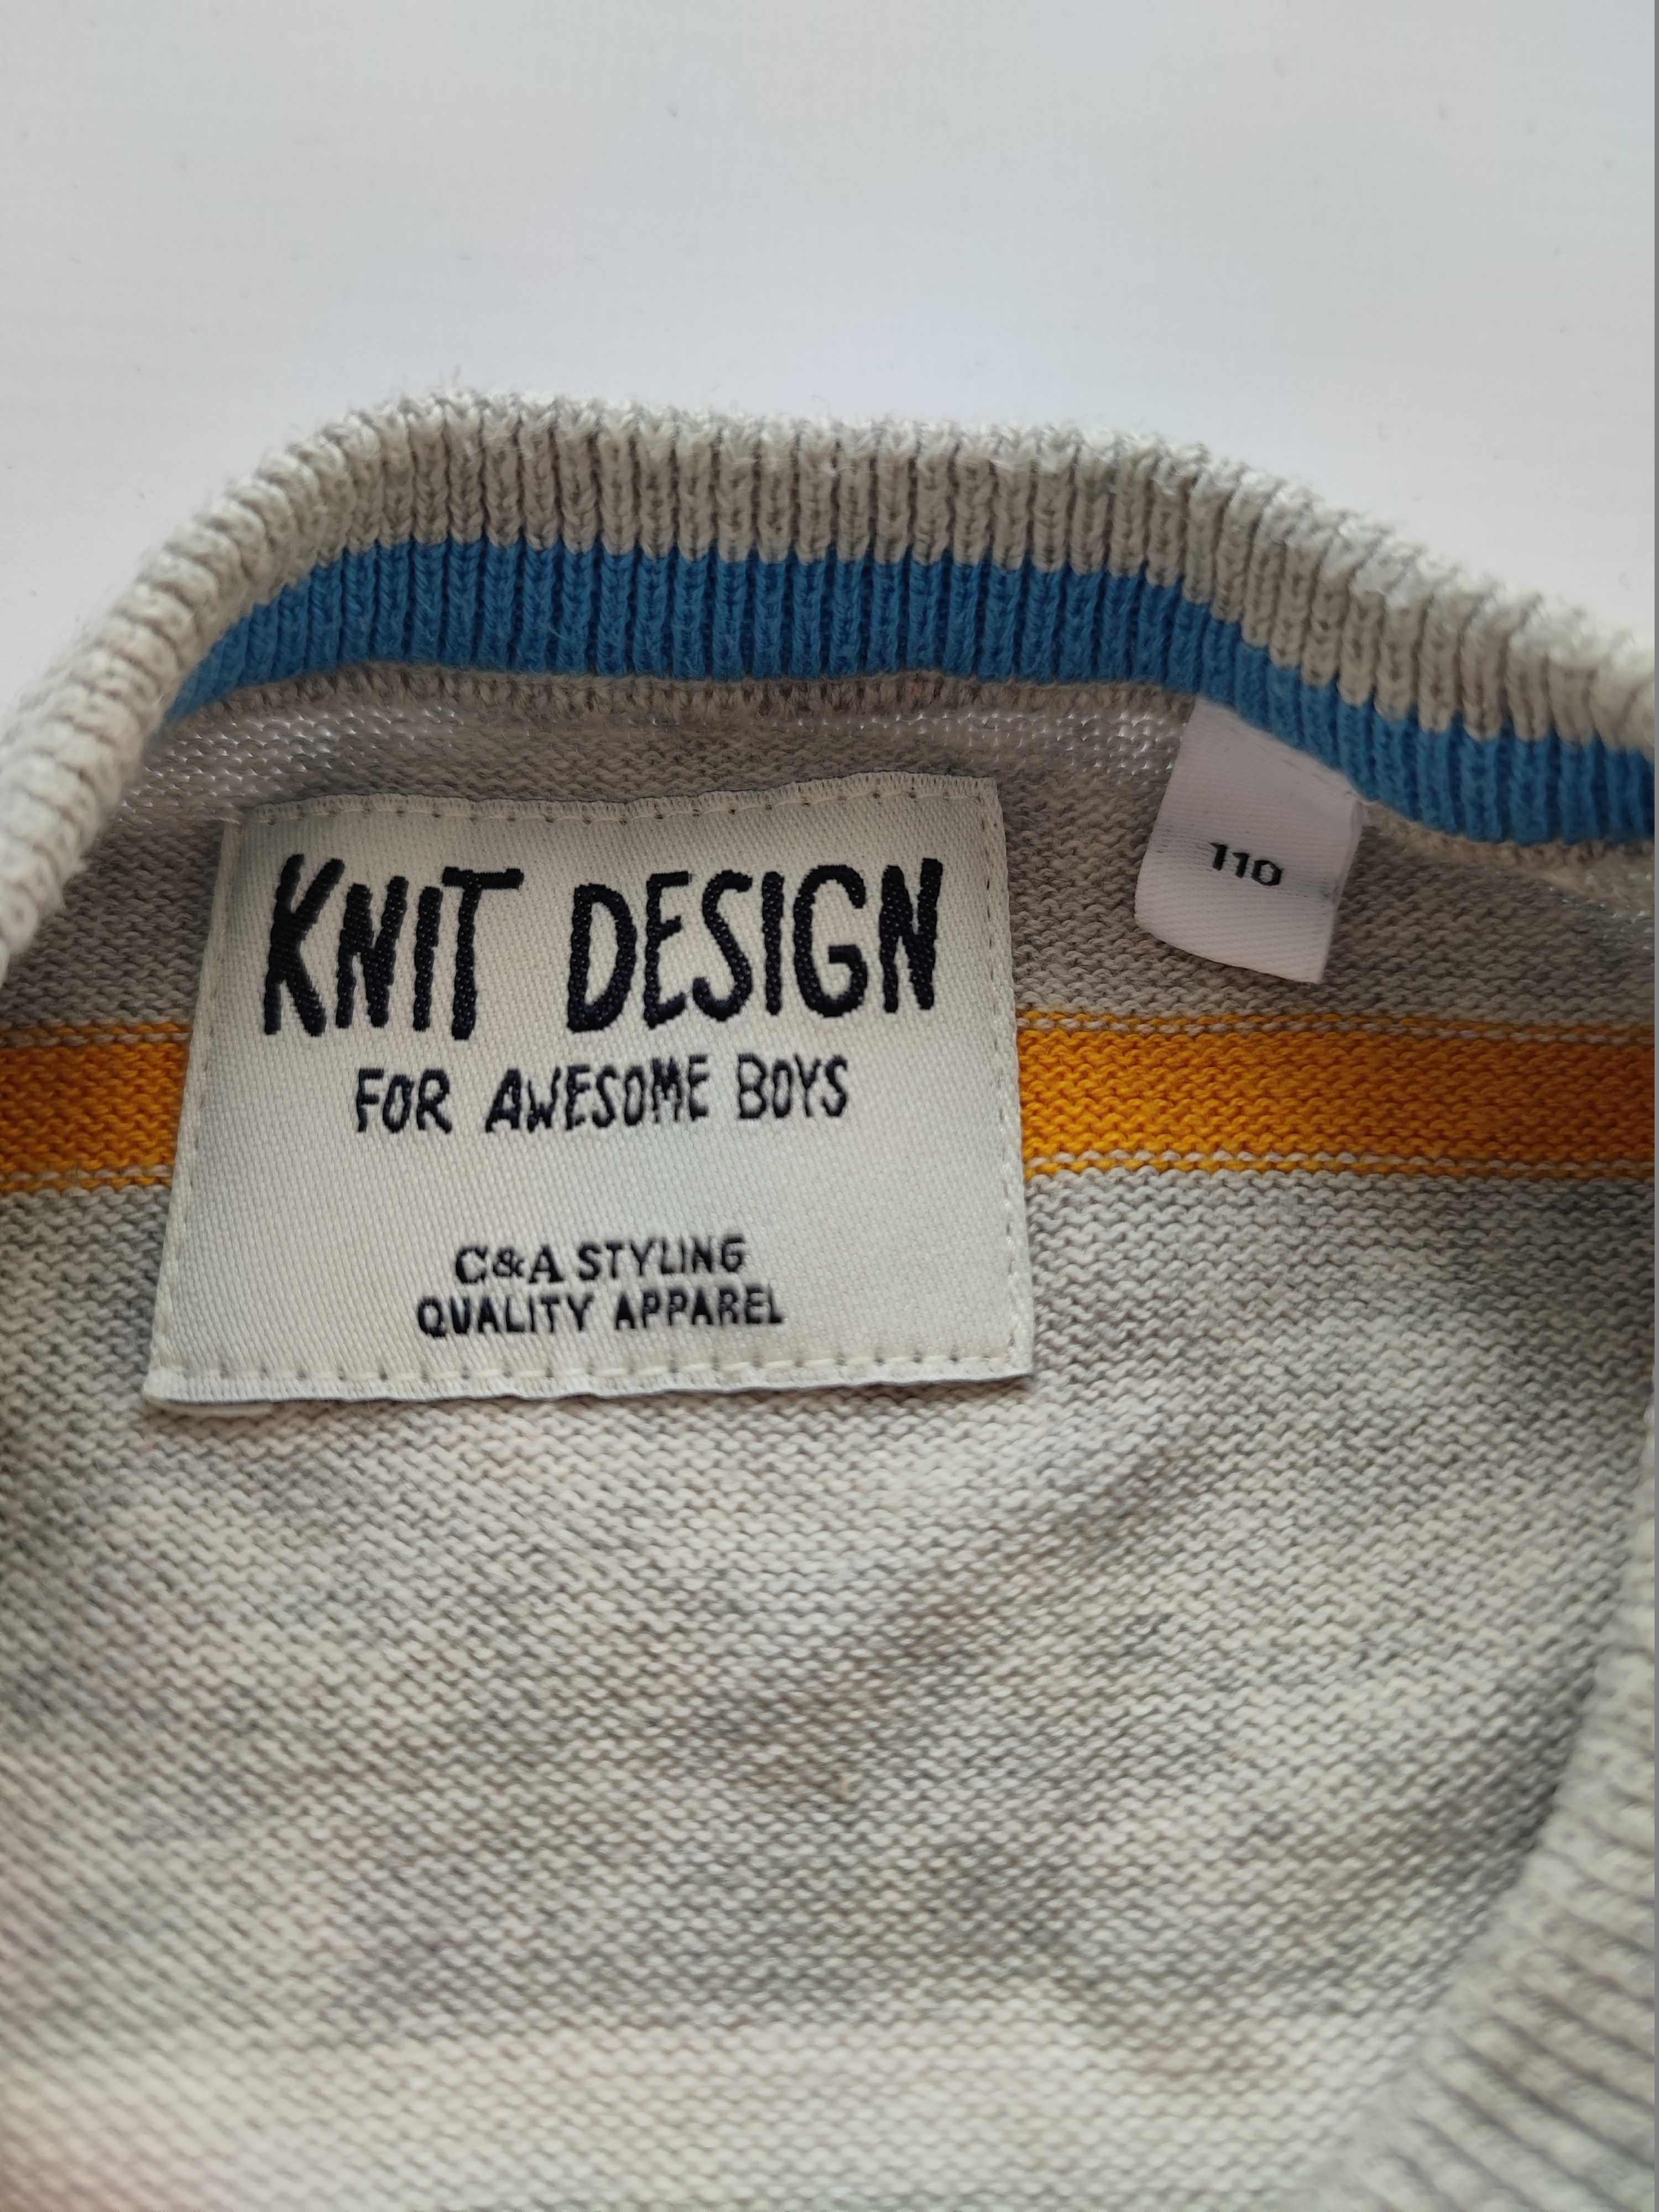 KNIT DESIGN
FOR AWESOME BOYS
C&A STYLING
QUALITY APPAREL
110